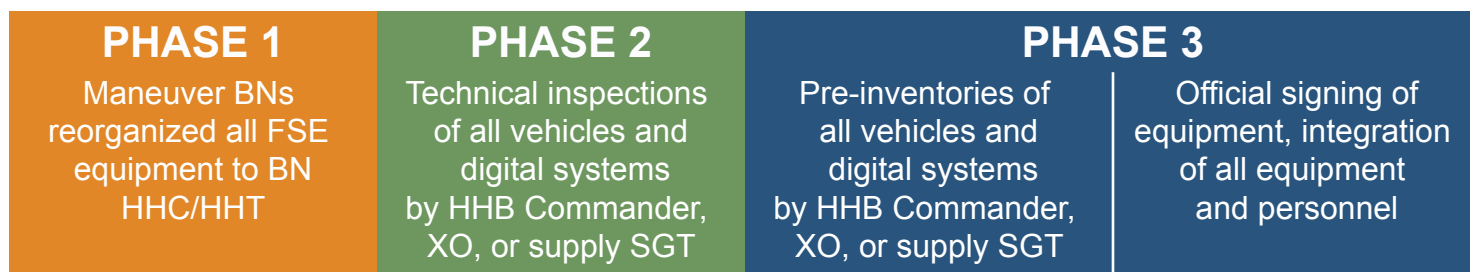 PHASE 1
Maneuver BNs
reorganized all FSE
equipment to BN
HHC/HHT
PHASE 2
Technical inspections
of all vehicles and
digital systems
by HHB Commander,
XO, or supply SGT
PHASE 3
Pre-inventories of
all vehicles and
digital systems
by HHB Commander,
XO, or supply SGT
Official signing of
equipment, integration
of all equipment
and personnel